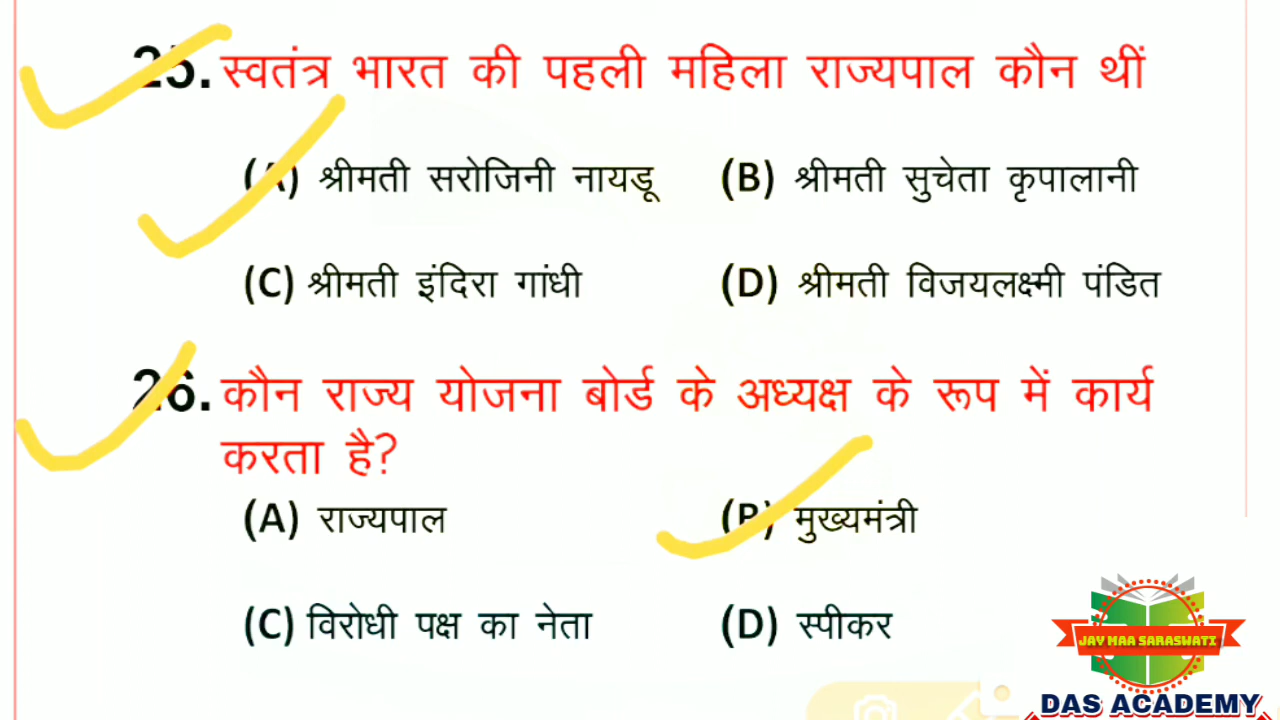 25. स्वतंत्र भारत की पहली महिला राज्यपाल कौन थीं
(A) श्रीमती सरोजिनी नायडू (B) श्रीमती सुचेता कृपालानी
(C) श्रीमती इंदिरा गांधी (D) श्रीमती विजयलक्ष्मी पंडित
26. कौन राज्य योजना बोर्ड के अध्यक्ष के रूप में कार्य
करता है?
(A) राज्यपाल (B) मुख्यमंत्री
(C) विरोधी पक्ष का नेता (D) स्पीकर
JAY MAA SARASWATI
DAS ACADEMY